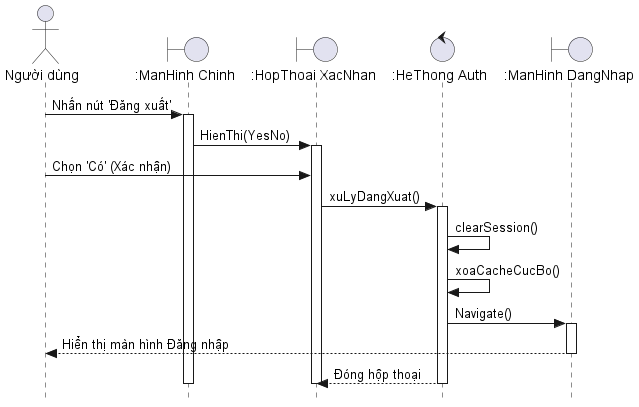 Người dùng
:ManHinh Chinh
:HopThoai XacNhan
:HeThong Auth
:ManHinh DangNhap
Nhấn nút 'Đăng xuất'
HienThi(YesNo)
Chọn 'Có' (Xác nhận)
xuLyDangXuat()
clearSession()
xoaCacheCucBo()
Navigate()
Hiển thị màn hình Đăng nhập
Đóng hộp thoại